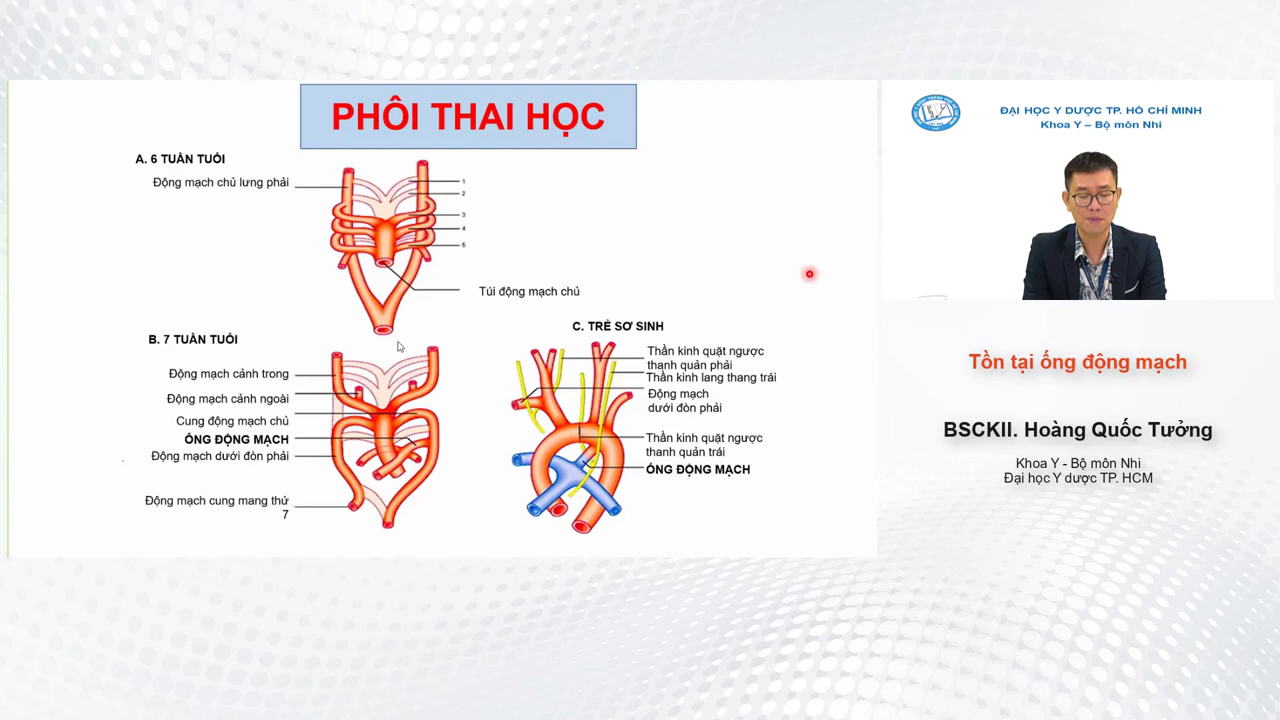 PHÔI THAI HỌC
A. 6 TUẦN TUỔI
Động mạch chủ lưng phải
1
2
3
4
6
Túi động mạch chủ
B. 7 TUẦN TUỔI
Động mạch cảnh trong
Động mạch cảnh ngoài
Cung động mạch chủ
ỐNG ĐỘNG MẠCH
Động mạch dưới đòn phải
Động mạch cung mang thứ
7
C. TRẺ SƠ SINH
Thần kinh quặt ngược
thanh quản phải
Thần kinh lang thang trái
Động mạch
dưới đòn phải
Thần kinh quặt ngược
thanh quản trái
ỐNG ĐỘNG MẠCH
ĐẠI HỌC Y DƯỢC TP. HỒ CHÍ MINH
Khoa Y – Bộ môn Nhi
Tồn tại ống động mạch
BSCKII. Hoàng Quốc Tưởng
Khoa Y - Bộ môn Nhi
Đại học Y dược TP. HCM